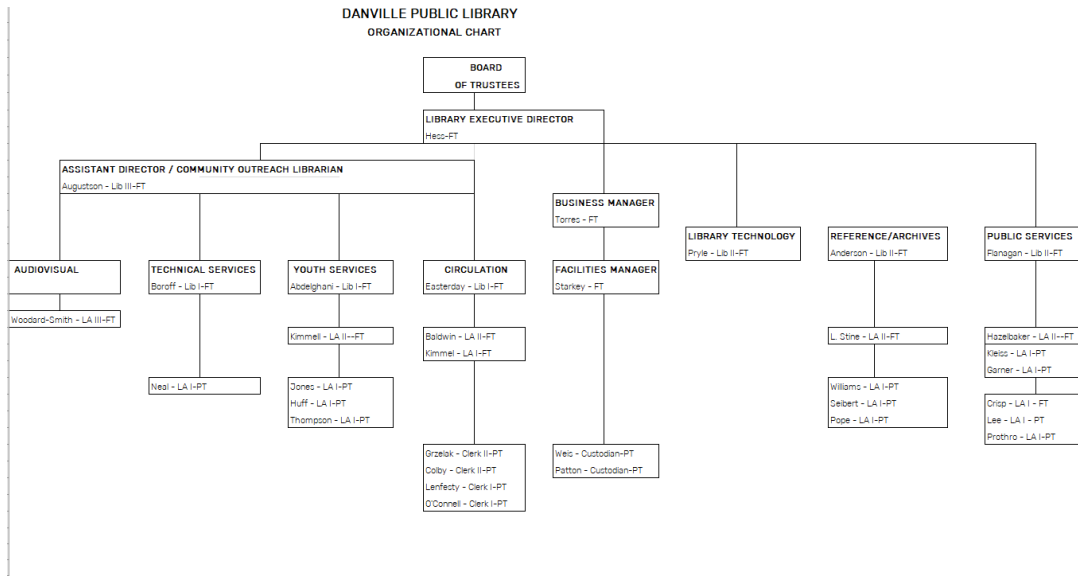 DANVILLE PUBLIC LIBRARY
ORGANIZATIONAL CHART
BOARD
OF TRUSTEES
LIBRARY EXECUTIVE DIRECTOR
Hess-FT
ASSISTANT DIRECTOR / COMMUNITY OUTREACH LIBRARIAN
Augustson - Lib III-FT
BUSINESS MANAGER
Torres - FT
LIBRARY TECHNOLOGY
Pryle - Lib II-FT
REFERENCE/ARCHIVES
Anderson - Lib II-FT
PUBLIC SERVICES
Flanagan - Lib II-FT
AUDIOVISUAL
TECHNICAL SERVICES
Boroff - Lib I-FT
YOUTH SERVICES
Abdelghani - Lib I-FT
CIRCULATION
Easterday - Lib I-FT
FACILITIES MANAGER
Starkey - FT
Woodard-Smith - LA III-FT
Kimmell - LA II--FT
Baldwin - LA II-FT
Kimmel - LA I-FT
L. Stine - LA II-FT
Hazelbaker - LA II--FT
Kleiss - LA I-PT
Garner - LA I-PT
Neal - LA I-PT
Jones - LA I-PT
Huff - LA I-PT
Thompson - LA I-PT
Williams - LA I-PT
Seibert - LA I-PT
Pope - LA I-PT
Crisp - LA I - FT
Lee - LA I - PT
Prothro - LA I-PT
Grzelak - Clerk II-PT
Colby - Clerk II-PT
Lenfesty - Clerk I-PT
O'Connell - Clerk I-PT
Weis - Custodian-PT
Patton - Custodian-PT